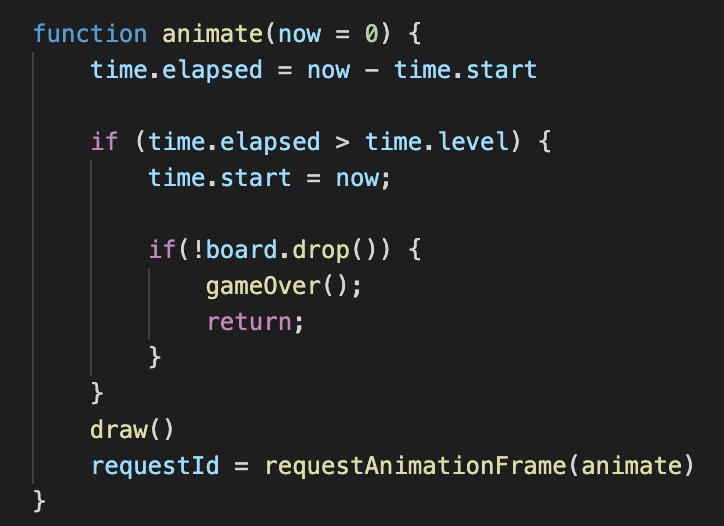 function animate(now = 0) {
    time.elapsed = now - time.start

    if (time.elapsed > time.level) {
        time.start = now;

        if(!board.drop()) {
            gameOver();
            return;
        }
    }
    draw()
    requestId = requestAnimationFrame(animate)
}